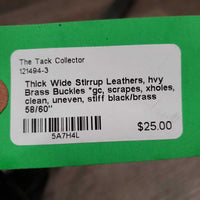 The Tack Collector
121494-3
Thick Wide Stirrup Leathers, hvy
Brass Buckles *gc, scrapes, xholes,
clean, uneven, stiff black/brass
58/60"
5A7H4L
$25.00